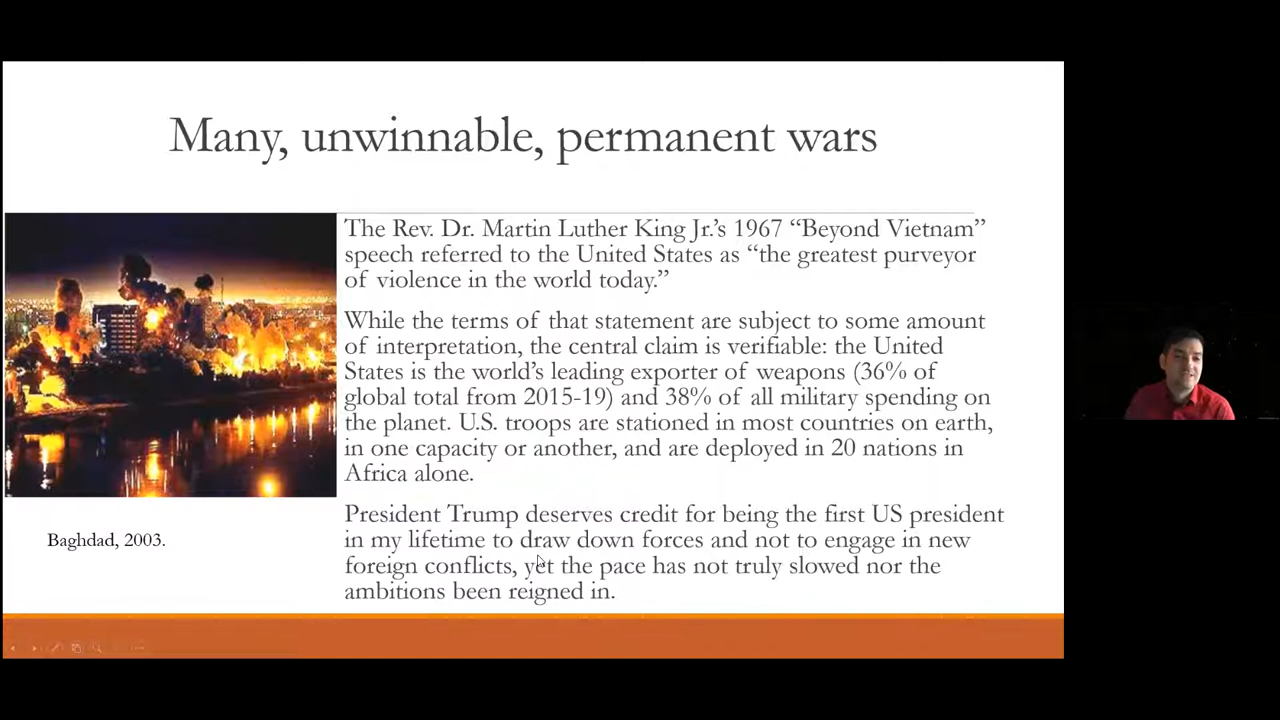 Many, unwinnable, permanent wars
The Rev. Dr. Martin Luther King Jr.’s 1967 “Beyond Vietnam”
speech referred to the United States as “the greatest purveyor
of violence in the world today.”
While the terms of that statement are subject to some amount
of interpretation, the central claim is verifiable: the United
States is the world’s leading exporter of weapons (36% of
global total from 2015-19) and 38% of all military spending on
the planet. U.S. troops are stationed in most countries on earth,
in one capacity or another, and are deployed in 20 nations in
Africa alone.
President Trump deserves credit for being the first US president
in my lifetime to draw down forces and not to engage in new
foreign conflicts, yet the pace has not truly slowed nor the
ambitions been reigned in.
Baghdad, 2003.